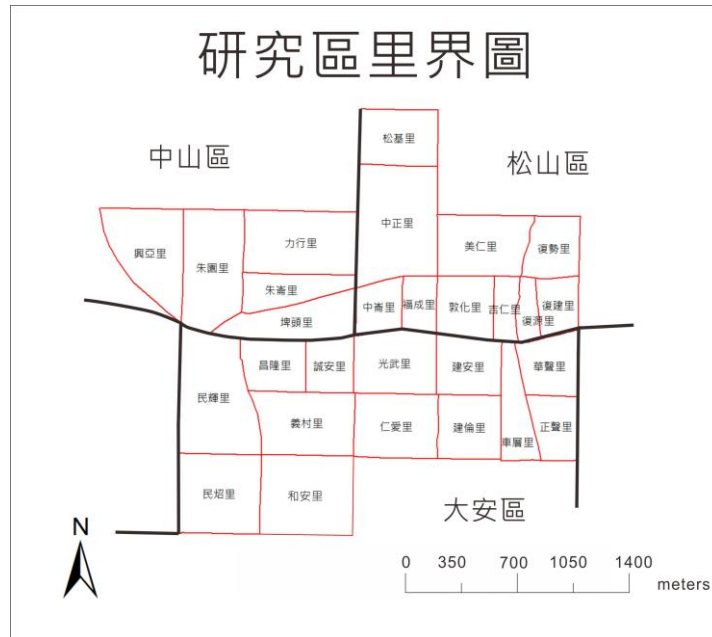 研究區里界圖
中山區
松山區
松基里
中正里
力行里
美仁里
復勢里
興亞里
朱園里
朱崙里
中崙里
福成里
敦化里
吉仁里
復源里
復建里
埤頭里
昌隆里
誠安里
光武里
建安里
華聲里
民輝里
義村里
仁愛里
建倫里
車層里
正聲里
民炤里
和安里
大安區
N
0 350 700 1050 1400
meters